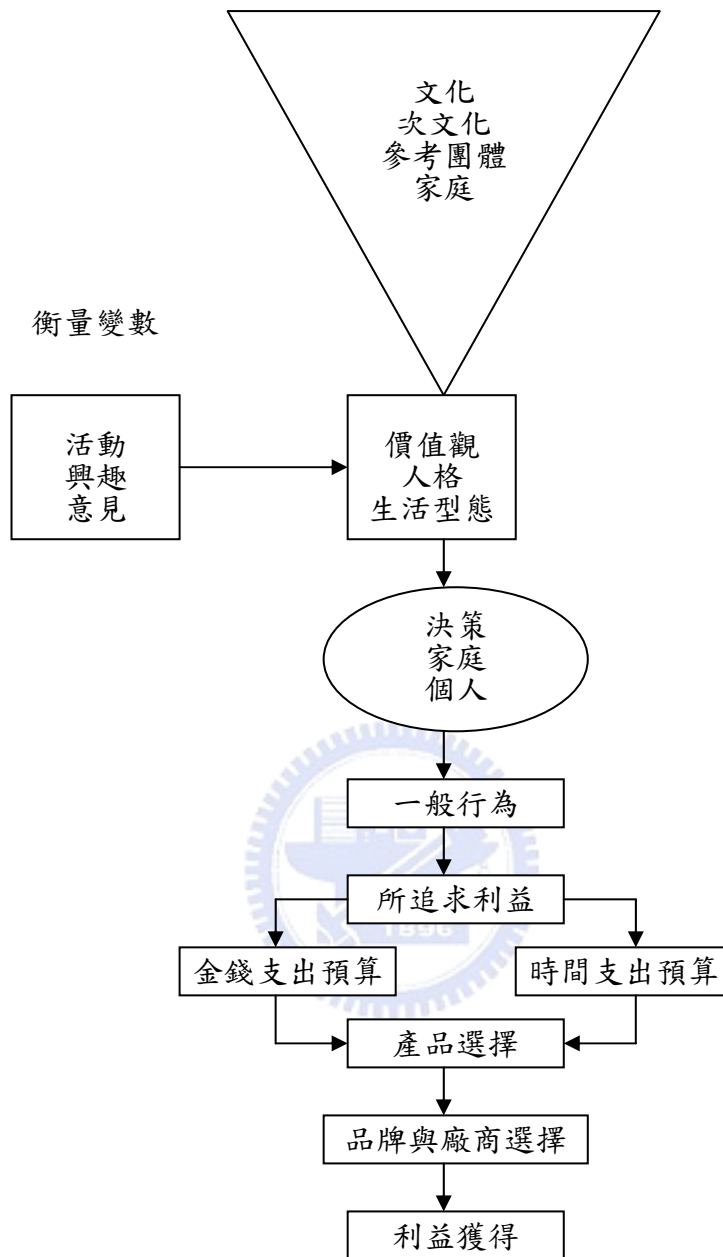 文化
次文化
參考團體
家庭
衡量變數
活動
興趣
意見
價值觀
人格
生活型態
決策
家庭
個人
一般行為
所追求利益
1896
金錢支出預算
時間支出預算
產品選擇
品牌與廠商選擇
利益獲得